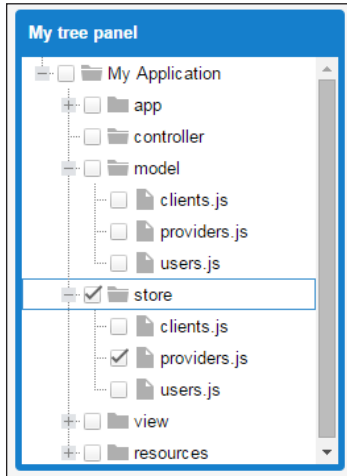 My tree panel
My Application
app
controller
model
clients.js
providers.js
users.js
store
clients.js
providers.js
users.js
view
resources